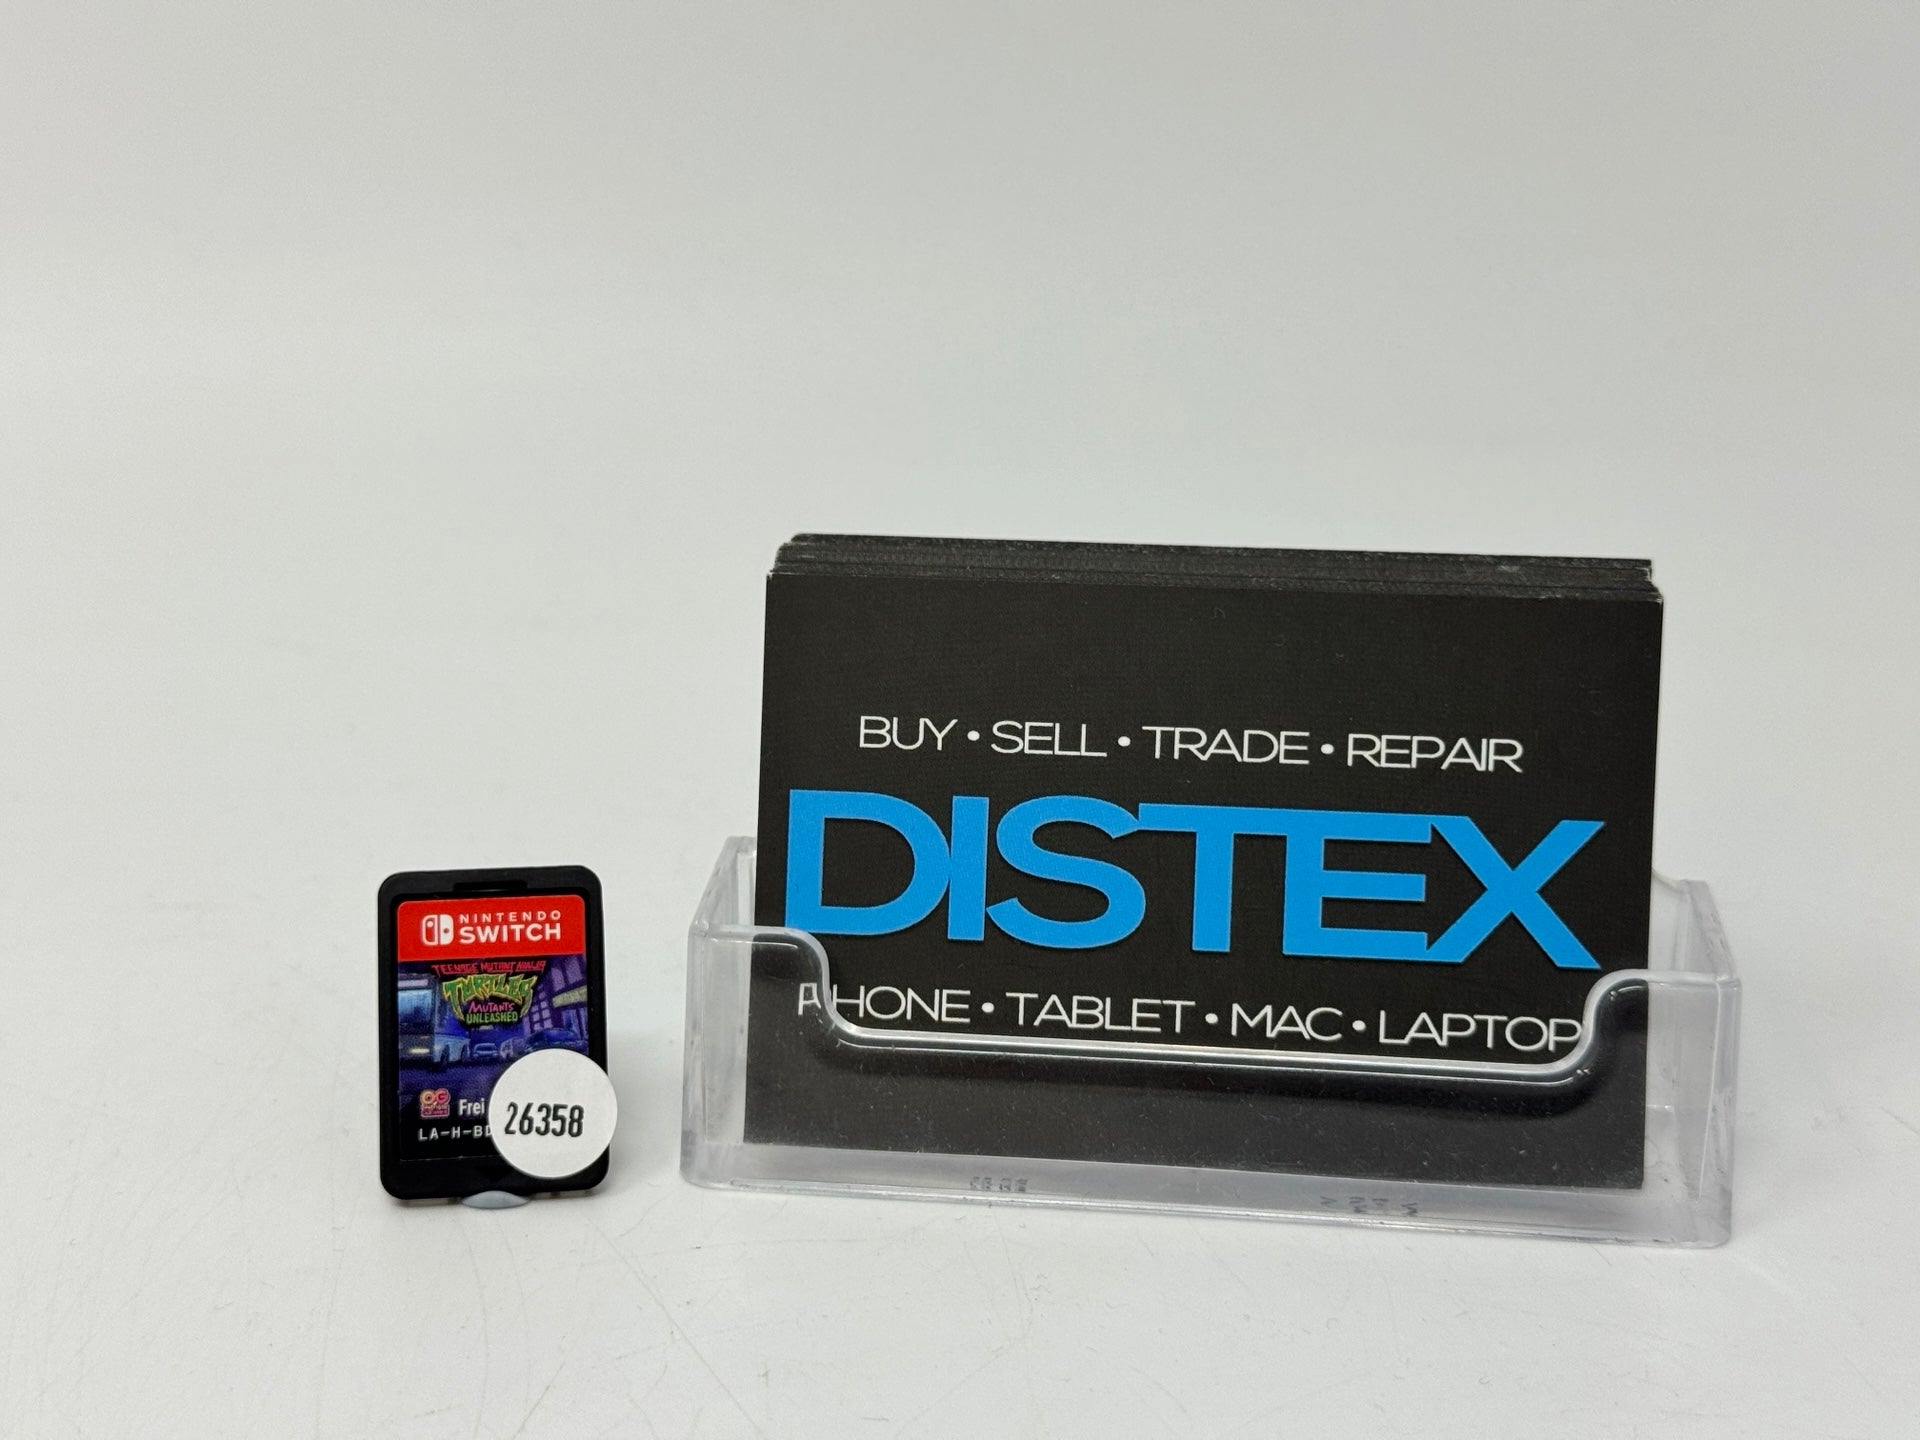 NINTENDO
SWITCH
TEENAGE MUTANT NINJA
TURTLES
MUTANTS
UNLEASHED
OG
Frei
LA-H-B
26358
BUY • SELL • TRADE • REPAIR
DISTEX
PHONE • TABLET • MAC • LAPTOP